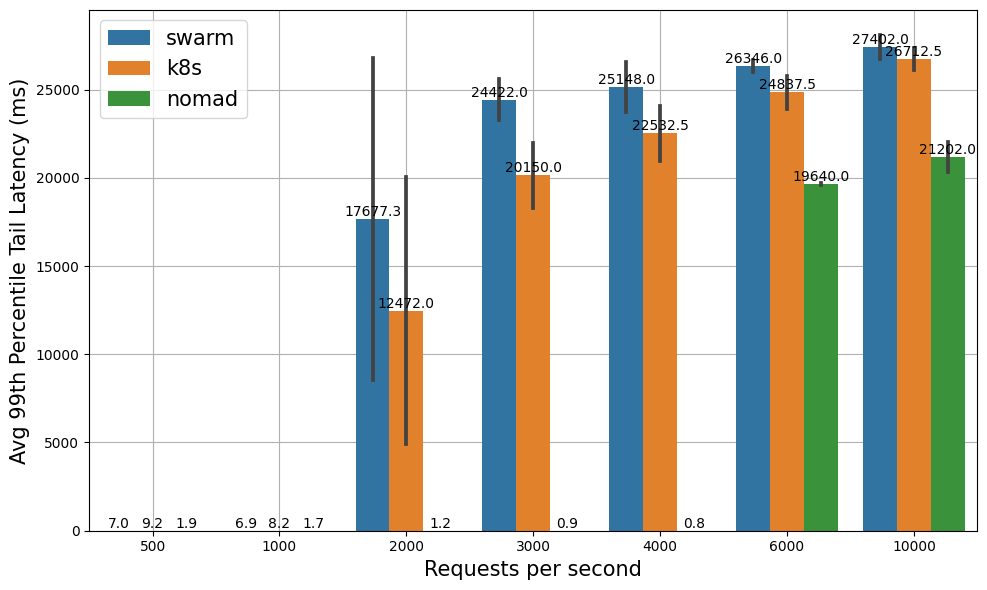 Avg 99th Percentile Tail Latency (ms)
25000
20000
15000
10000
5000
0
swarm
k8s
nomad
7.0 9.2 1.9
6.9 8.2 1.7
17677.3 12472.0 1.2
24422.0 20150.0 0.9
25148.0 22532.5 0.8
26346.0 24837.5 19640.0
27402.0 26712.5 21202.0
500 1000 2000 3000 4000 6000 10000
Requests per second